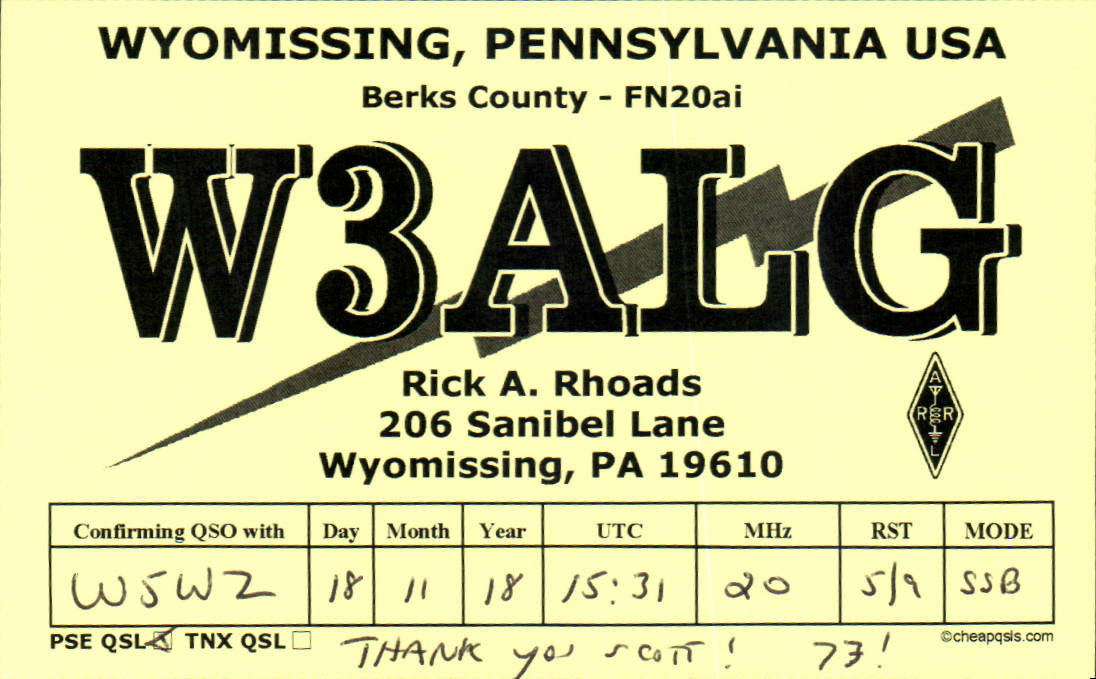 WYOMISSING, PENNSYLVANIA USA
Berks County - FN20ai
W3ALG
Rick A. Rhoads
206 Sanibel Lane
Wyomissing, PA 19610
A
R R
L
Confirming QSO with Day Month Year UTC MHz RST MODE
W5WZ 18 11 18 15:31 20 5/9 SSB
PSE QSL TNX QSL ©cheapqsls.com
THANK you SCOTT! 73!